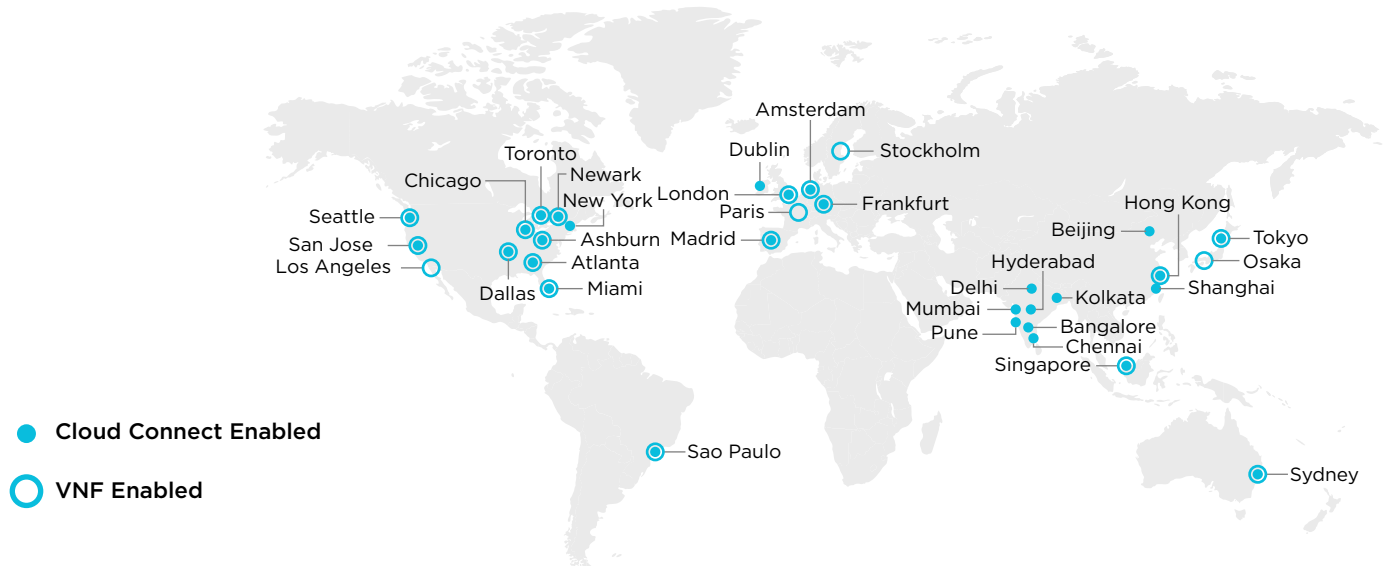 Amsterdam
Dublin
Stockholm
Toronto
Newark
Chicago
New York
London
Frankfurt
Paris
Hong Kong
Seattle
Beijing
Ashburn
Madrid
Tokyo
San Jose
Los Angeles
Atlanta
Hyderabad
Osaka
Dallas
Miami
Delhi
Kolkata
Shanghai
Mumbai
Pune
Bangalore
Chennai
Singapore
Cloud Connect Enabled
Sao Paulo
Sydney
VNF Enabled